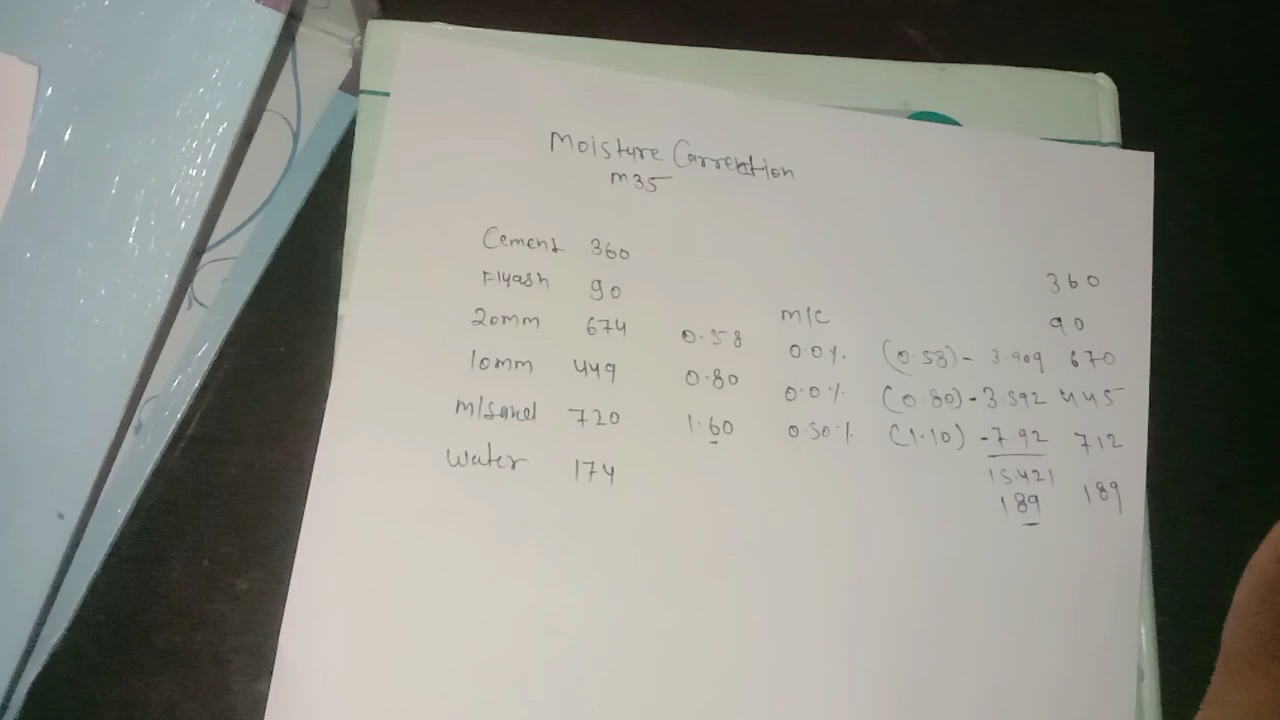 Moisture Correction
M35
Cement 360 360
Flyash 90 90
M/C
20mm 674 0.58 0.0%. (0.58) - 3.909 670
10mm 449 0.80 0.0% (0.80) - 3.592 445
M/Sand 720 1.60 0.50% (1.10) - 7.92 712
15.421
Water 174 189 189